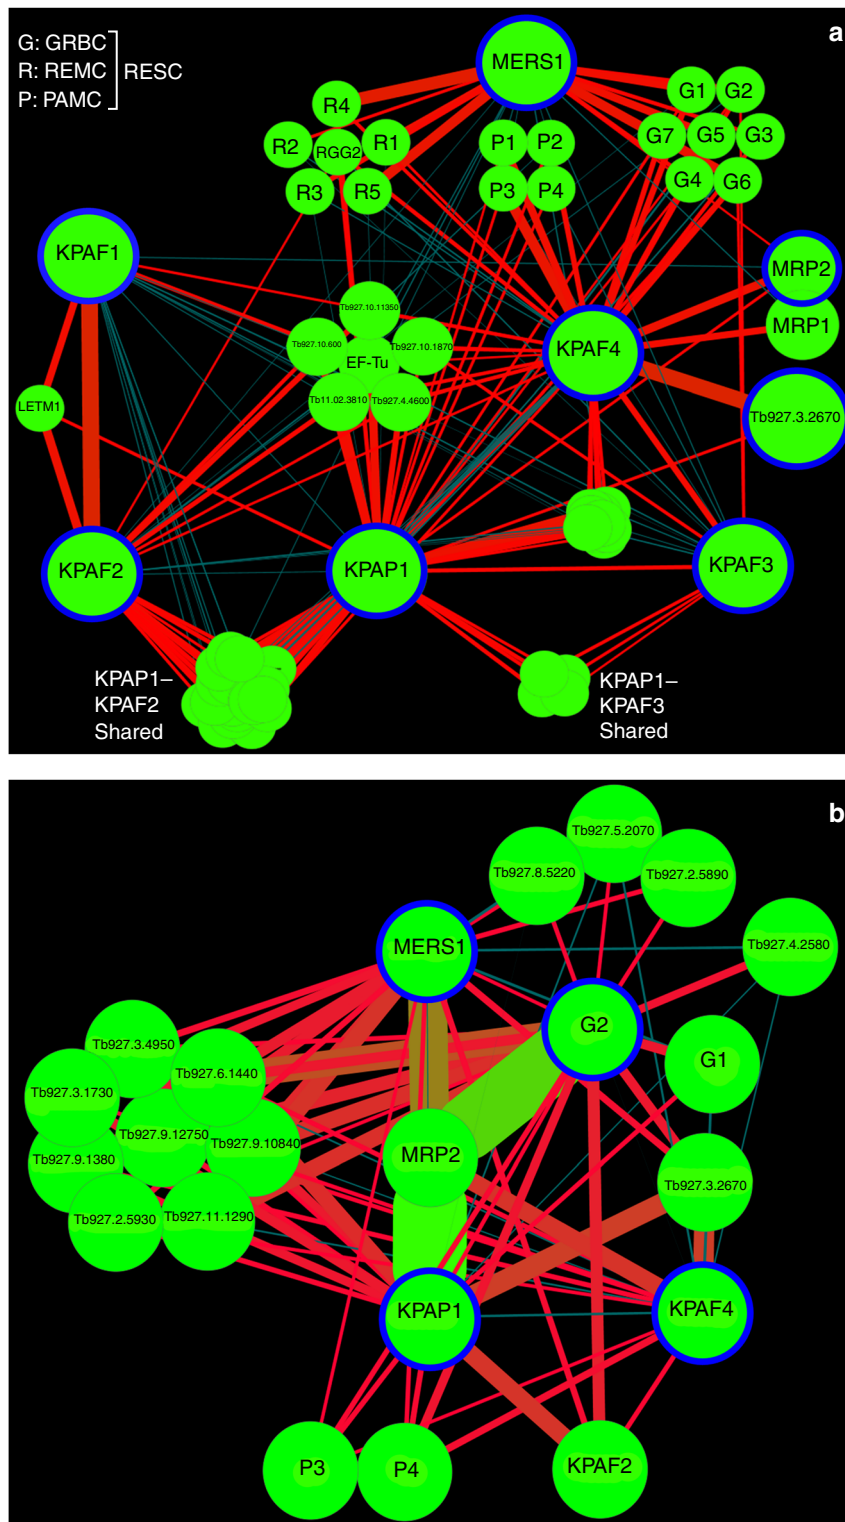 a
G: GRBC
R: REMC
P: PAMC
RESC
MERS1
R4
R2
RGG2
R1
R3
R5
P1
P2
P3
P4
G1
G2
G7
G5
G3
G4
G6
KPAF1
MRP2
MRP1
Tb927.10.11350
Tb927.10.600
Tb927.10.1870
EF-Tu
Tb11.02.3810
Tb927.4.4600
KPAF4
LETM1
Tb927.3.2670
KPAF2
KPAP1
KPAF3
KPAP1–
KPAF2
Shared
KPAP1–
KPAF3
Shared
b
Tb927.5.2070
Tb927.8.5220
Tb927.2.5890
MERS1
Tb927.4.2580
G2
G1
Tb927.3.4950
Tb927.6.1440
Tb927.3.1730
Tb927.9.12750
Tb927.9.10840
Tb927.9.1380
Tb927.2.5930
Tb927.11.1290
MRP2
Tb927.3.2670
KPAP1
KPAF4
P3
P4
KPAF2